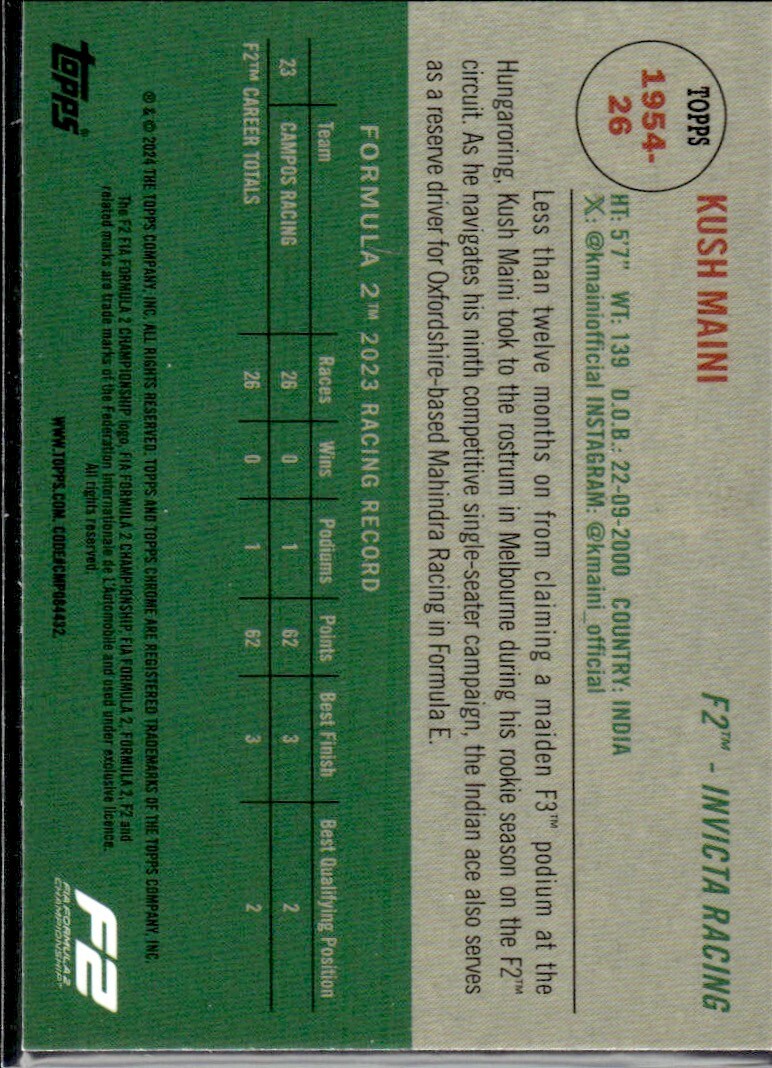 TOPPS
1954-
26
KUSH MAINI
F2™ - INVICTA RACING
HT: 5'7" WT: 139 D.O.B.: 22-09-2000 COUNTRY: INDIA
X: @kmainiofficial INSTAGRAM: @kmaini_official
Less than twelve months on from claiming a maiden F3™ podium at the
Hungaroring, Kush Maini took to the rostrum in Melbourne during his rookie season on the F2™
circuit. As he navigates his ninth competitive single-seater campaign, the Indian ace also serves
as a reserve driver for Oxfordshire-based Mahindra Racing in Formula E.
FORMULA 2™ 2023 RACING RECORD
Team Races Wins Podiums Points Best Finish Best Qualifying Position
23 CAMPOS RACING 26 0 1 62 3 2
F2™ CAREER TOTALS 26 0 1 62 3 2
® & © 2024 THE TOPPS COMPANY, INC. ALL RIGHTS RESERVED. TOPPS AND TOPPS CHROME ARE REGISTERED TRADEMARKS OF THE TOPPS COMPANY, INC.
The F2 FIA FORMULA 2 CHAMPIONSHIP logo, FIA FORMULA 2 CHAMPIONSHIP, FIA FORMULA 2, FORMULA 2, F2 and
related marks are trade marks of the Federation Internationale de L'Automobile and used under exclusive licence.
All rights reserved.
WWW.TOPPS.COM. CODE#CMP084432.
topps®
F2
FIA FORMULA 2
CHAMPIONSHIP™